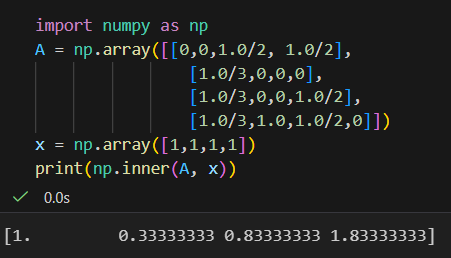 import numpy as np
A = np.array([[0,0,1.0/2, 1.0/2],
[1.0/3,0,0,0],
[1.0/3,0,0,1.0/2],
[1.0/3,1.0,1.0/2,0]])
x = np.array([1,1,1,1])
print(np.inner(A, x))
0.0s
[1.         0.33333333 0.83333333 1.83333333]